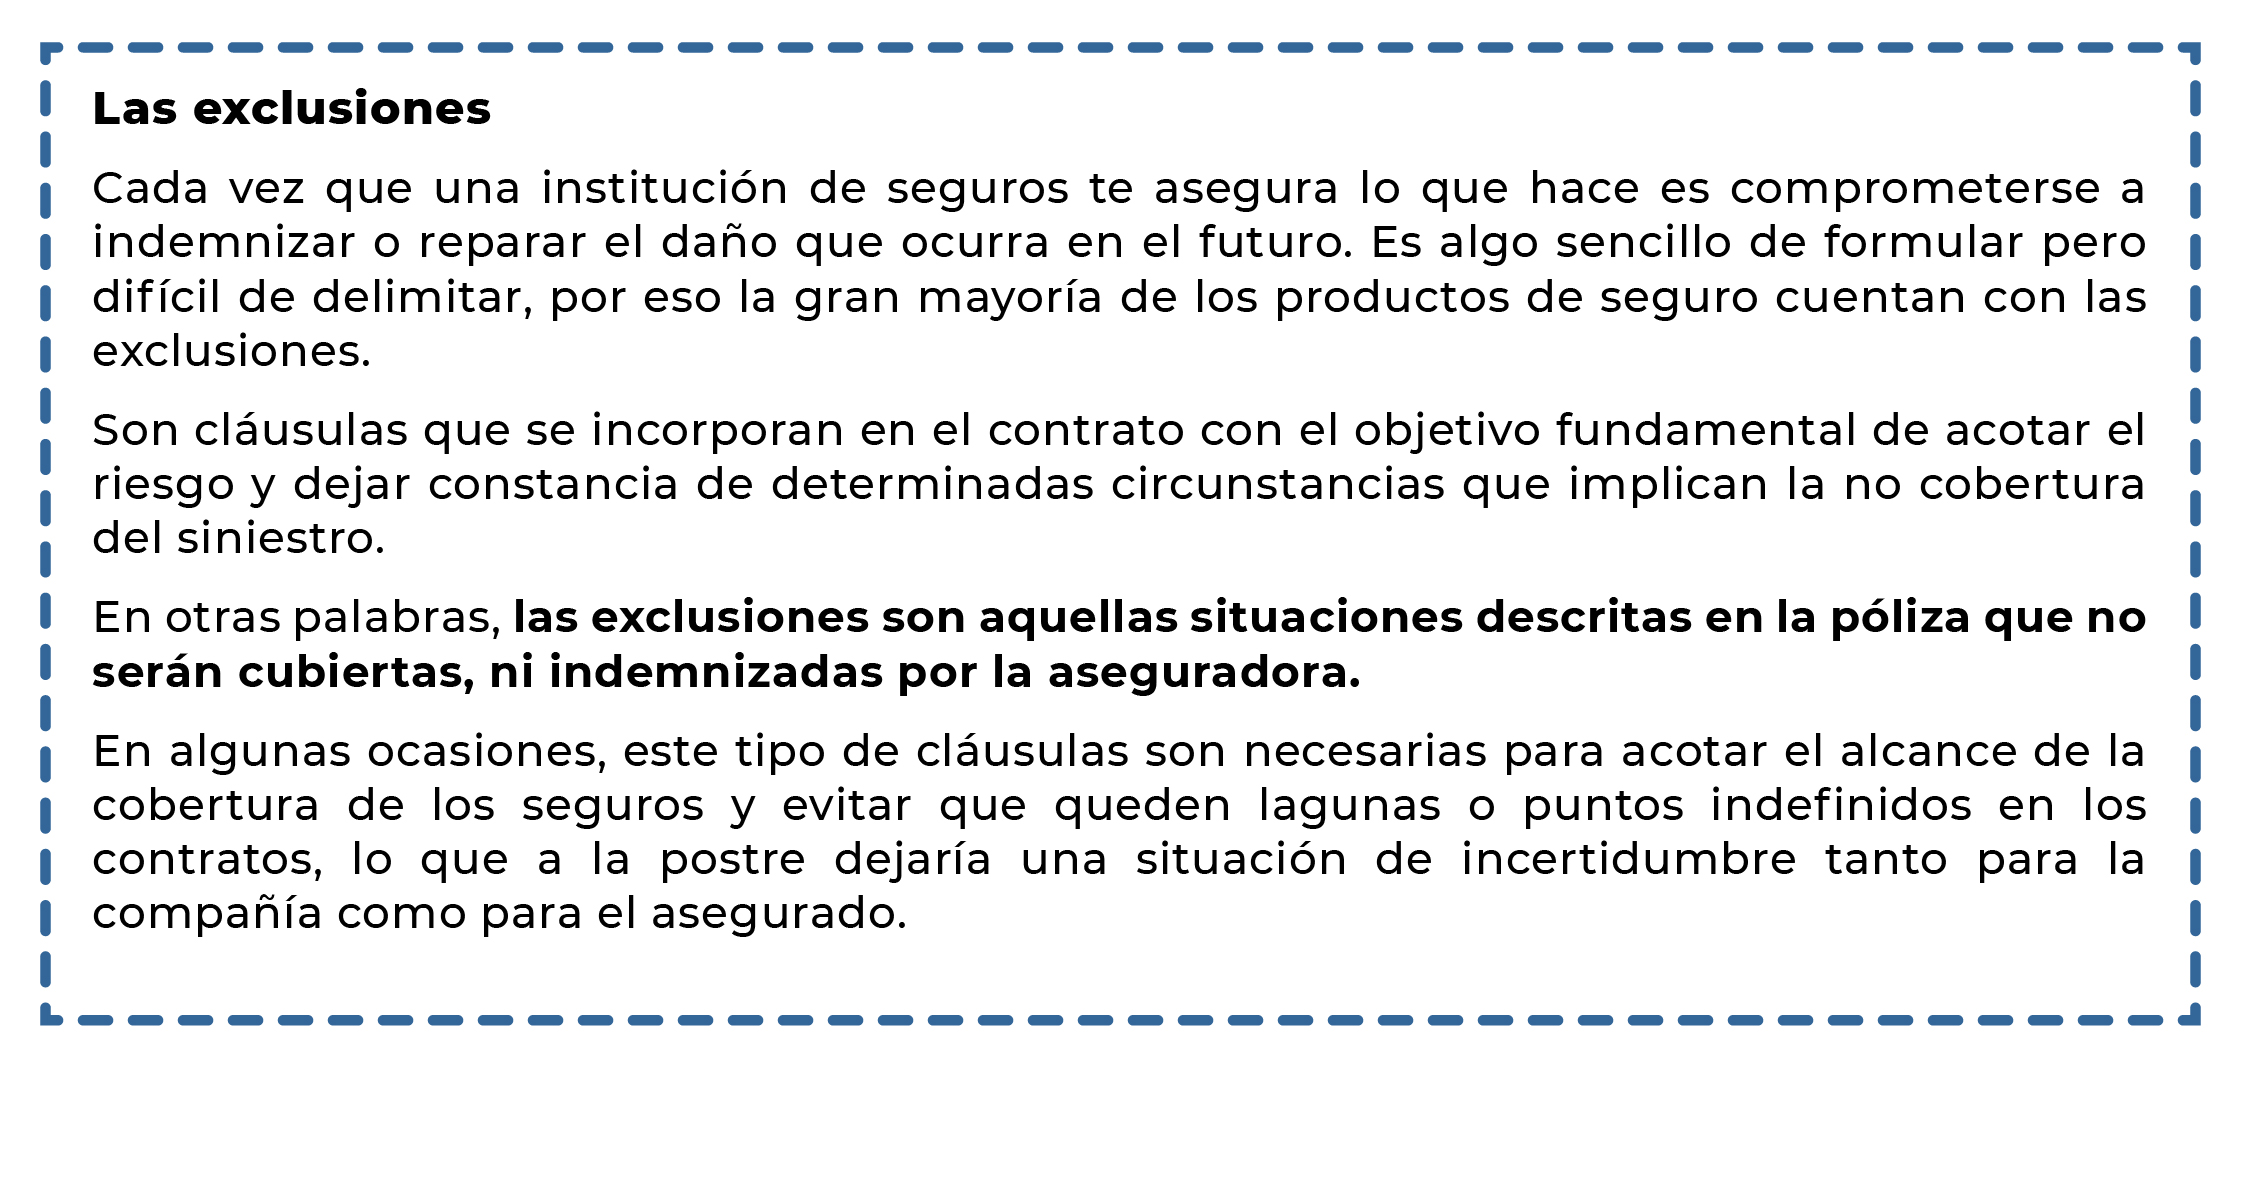 Las exclusiones
Cada vez que una institución de seguros te asegura lo que hace es comprometerse a
indemnizar o reparar el daño que ocurra en el futuro. Es algo sencillo de formular pero
difícil de delimitar, por eso la gran mayoría de los productos de seguro cuentan con las
exclusiones.
Son cláusulas que se incorporan en el contrato con el objetivo fundamental de acotar el
riesgo y dejar constancia de determinadas circunstancias que implican la no cobertura
del siniestro.
En otras palabras, las exclusiones son aquellas situaciones descritas en la póliza que no
serán cubiertas, ni indemnizadas por la aseguradora.
En algunas ocasiones, este tipo de cláusulas son necesarias para acotar el alcance de la
cobertura de los seguros y evitar que queden lagunas o puntos indefinidos en los
contratos, lo que a la postre dejaría una situación de incertidumbre tanto para la
compañía como para el asegurado.